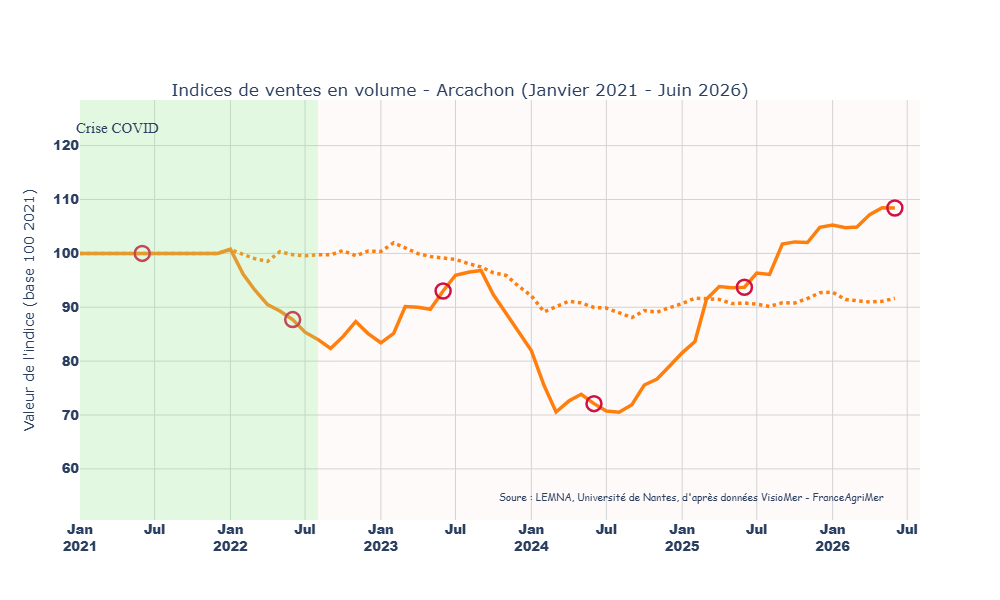 Indices de ventes en volume - Arcachon (Janvier 2021 - Juin 2026)
Crise COVID
Valeur de l'indice (base 100 2021)
120
110
100
90
80
70
60
Soure : LEMNA, Université de Nantes, d'après données VisioMer - FranceAgriMer
Jan Jul Jan Jul Jan Jul Jan Jul Jan Jul Jan Jul
2021 2022 2023 2024 2025 2026